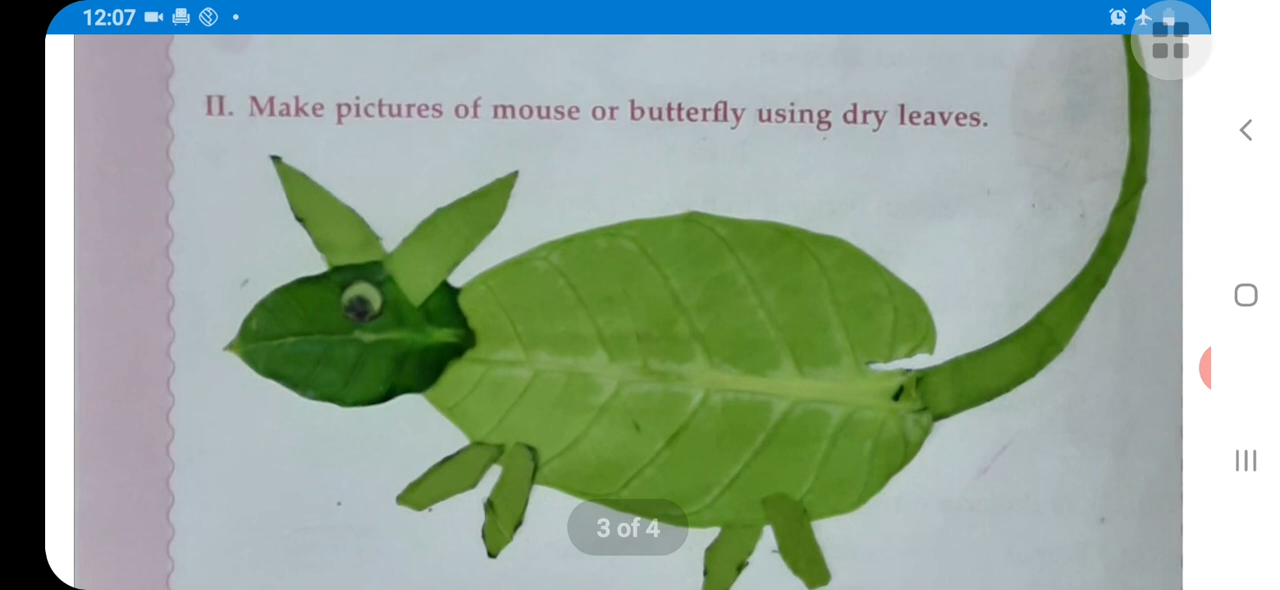 12:07
II. Make pictures of mouse or butterfly using dry leaves.
3 of 4